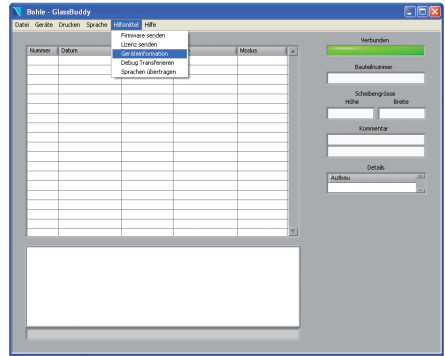 Bohle - GlassBuddy
Datei Geräte Drucken Sprache Hilfsmittel Hilfe
Firmware senden
Lizenz senden
Geräteinformation
Debug Transferieren
Sprachen übertragen
Nummer Datum Modus
Verbunden
Bauteilnummer
Scheibengrösse
Höhe Breite
Kommentar
Details
Aufbau